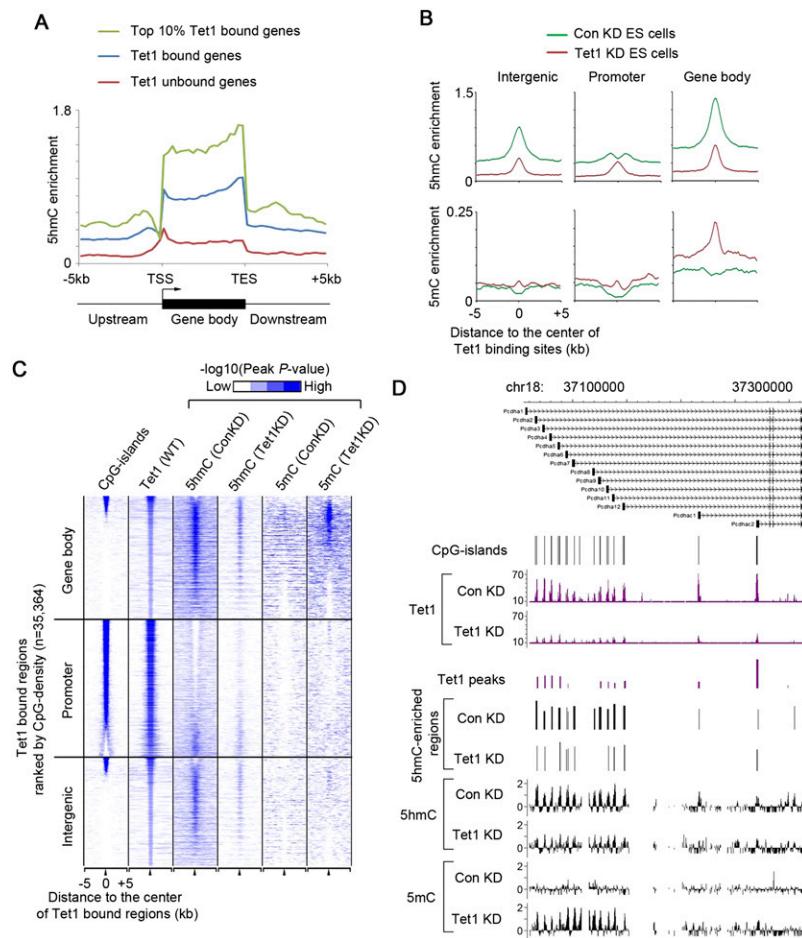 A
Top 10% Tet1 bound genes
Tet1 bound genes
Tet1 unbound genes
1.8
5hmC enrichment
0
-5kb
TSS
TES
+5kb
Upstream
Gene body
Downstream
B
Con KD ES cells
Tet1 KD ES cells
Intergenic
Promoter
Gene body
1.5
5hmC enrichment
0
0.25
5mC enrichment
0
-5
0
+5
Distance to the center of
Tet1 binding sites (kb)
C
-log10(Peak P-value)
Low
High
CpG-islands
Tet1 (WT)
5hmC (ConKD)
5hmC (Tet1KD)
5mC (ConKD)
5mC (Tet1KD)
Tet1 bound regions (n=35,364)
ranked by CpG-density
Gene body
Promoter
Intergenic
-5 0 +5
Distance to the center
of Tet1 bound regions (kb)
D
chr18:
37100000
37300000
Pcdha1
Pcdha2
Pcdha3
Pcdha4
Pcdha5
Pcdha6
Pcdha7
Pcdha8
Pcdha9
Pcdha10
Pcdha11
Pcdha12
Pcdhac1
Pcdhac2
CpG-islands
Tet1
Con KD
70
10
Tet1 KD
70
10
Tet1 peaks
5hmC-enriched
regions
Con KD
Tet1 KD
5hmC
Con KD
2
0
Tet1 KD
2
0
5mC
Con KD
2
0
Tet1 KD
2
0